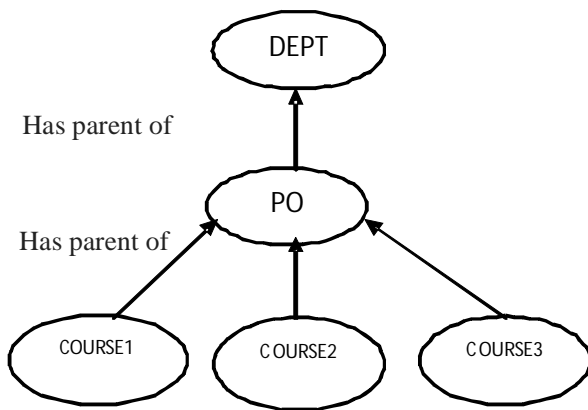 DEPT
Has parent of
PO
Has parent of
COURSE1
COURSE2
COURSE3